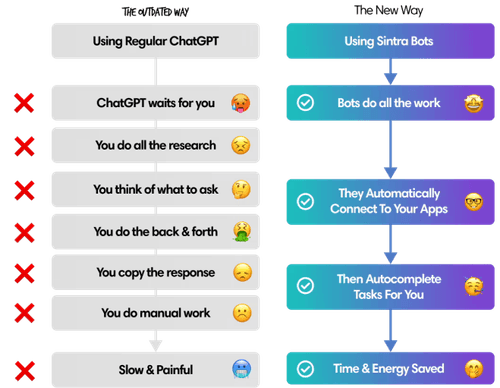 THE OUTDATED WAY
Using Regular ChatGPT
ChatGPT waits for you
You do all the research
You think of what to ask
You do the back & forth
You copy the response
You do manual work
Slow & Painful
The New Way
Using Sintra Bots
Bots do all the work
They Automatically
Connect To Your Apps
Then Autocomplete
Tasks For You
Time & Energy Saved